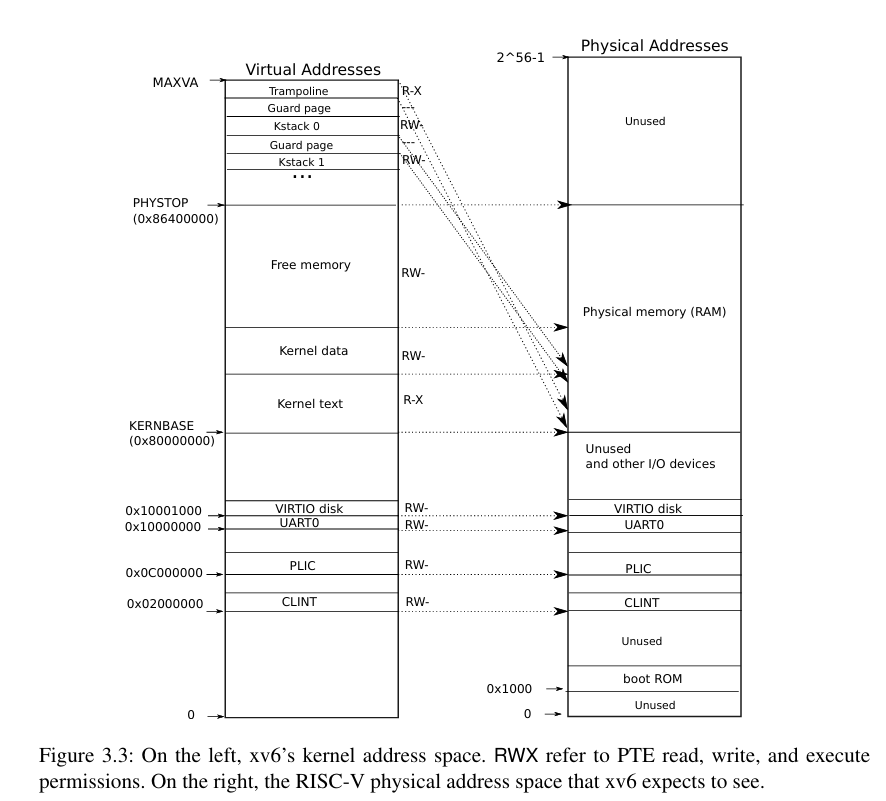 Virtual Addresses
MAXVA
Trampoline
R-X
Guard page
---
Kstack 0
RW-
Guard page
---
Kstack 1
RW-
...
PHYSTOP
(0x86400000)
Free memory
RW-
Kernel data
RW-
Kernel text
R-X
KERNBASE
(0x80000000)
0x10001000
VIRTIO disk
RW-
0x10000000
UART0
RW-
0x0C000000
PLIC
RW-
0x02000000
CLINT
RW-
0
Physical Addresses
2^56-1
Unused
Physical memory (RAM)
Unused
and other I/O devices
VIRTIO disk
UART0
PLIC
CLINT
Unused
boot ROM
0x1000
Unused
0
Figure 3.3: On the left, xv6's kernel address space. RWX refer to PTE read, write, and execute
permissions. On the right, the RISC-V physical address space that xv6 expects to see.